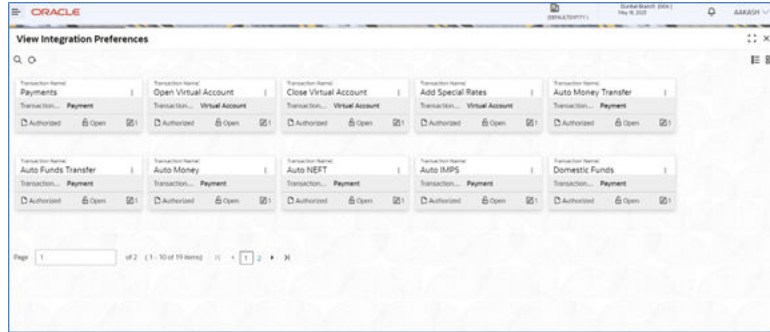 ORACLE
(DEFAULTENTITY)
May 16, 2025
AAKASH
View Integration Preferences
Transaction Name Transaction Name Transaction Name Transaction Name Transaction Name
Payments Open Virtual Account Close Virtual Account Add Special Rates Auto Money Transfer
Transaction... Payment Transaction... Virtual Account Transaction... Virtual Account Transaction... Virtual Account Transaction... Payment
Authorized Open 1 Authorized Open 1 Authorized Open 1 Authorized Open 1 Authorized Open 1
Transaction Name Transaction Name Transaction Name Transaction Name Transaction Name
Auto Funds Transfer Auto Money Auto NEFT Auto IMPS Domestic Funds
Transaction... Payment Transaction... Payment Transaction... Payment Transaction... Payment Transaction... Payment
Authorized Open 1 Authorized Open 1 Authorized Open 1 Authorized Open 1 Authorized Open 1
Page 1 of 2 (1 - 10 of 19 items) 1 2